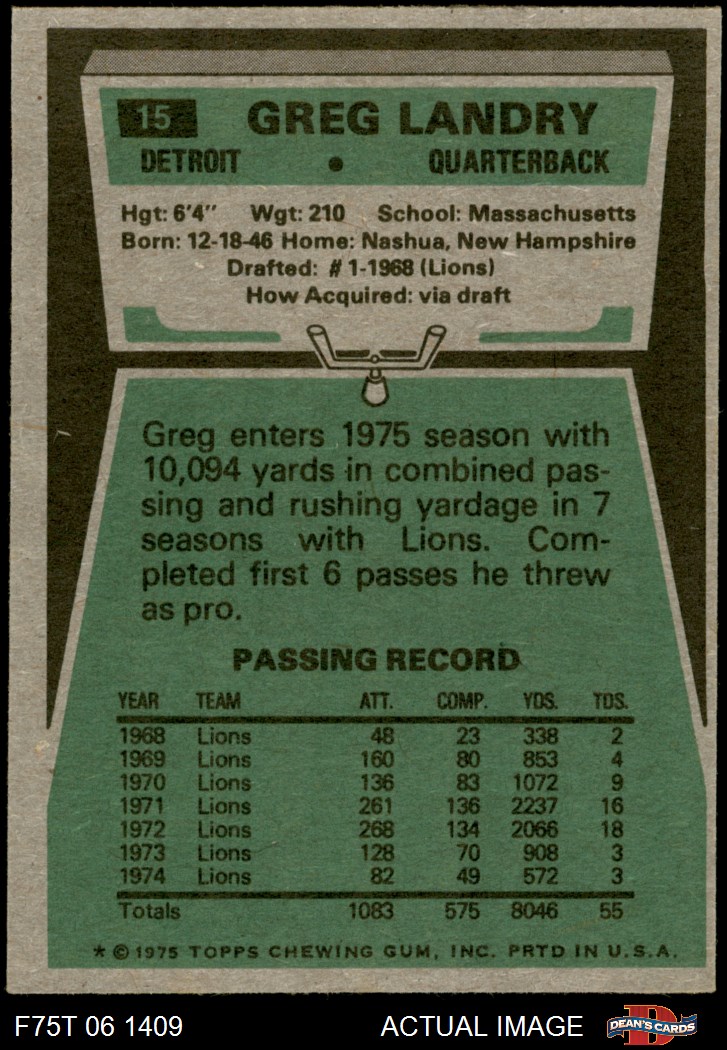 15 GREG LANDRY
DETROIT • QUARTERBACK
Hgt: 6'4" Wgt: 210 School: Massachusetts
Born: 12-18-46 Home: Nashua, New Hampshire
Drafted: #1-1968 (Lions)
How Acquired: via draft
Greg enters 1975 season with
10,094 yards in combined pas-
sing and rushing yardage in 7
seasons with Lions. Com-
pleted first 6 passes he threw
as pro.
PASSING RECORD
YEAR TEAM ATT. COMP. YDS. TDS.
1968 Lions 48 23 338 2
1969 Lions 160 80 853 4
1970 Lions 136 83 1072 9
1971 Lions 261 136 2237 16
1972 Lions 268 134 2066 18
1973 Lions 128 70 908 3
1974 Lions 82 49 572 3
Totals 1083 575 8046 55
* © 1975 TOPPS CHEWING GUM, INC. PRTD IN U.S.A.
F75T 06 1409 ACTUAL IMAGE D DEAN'S CARDS